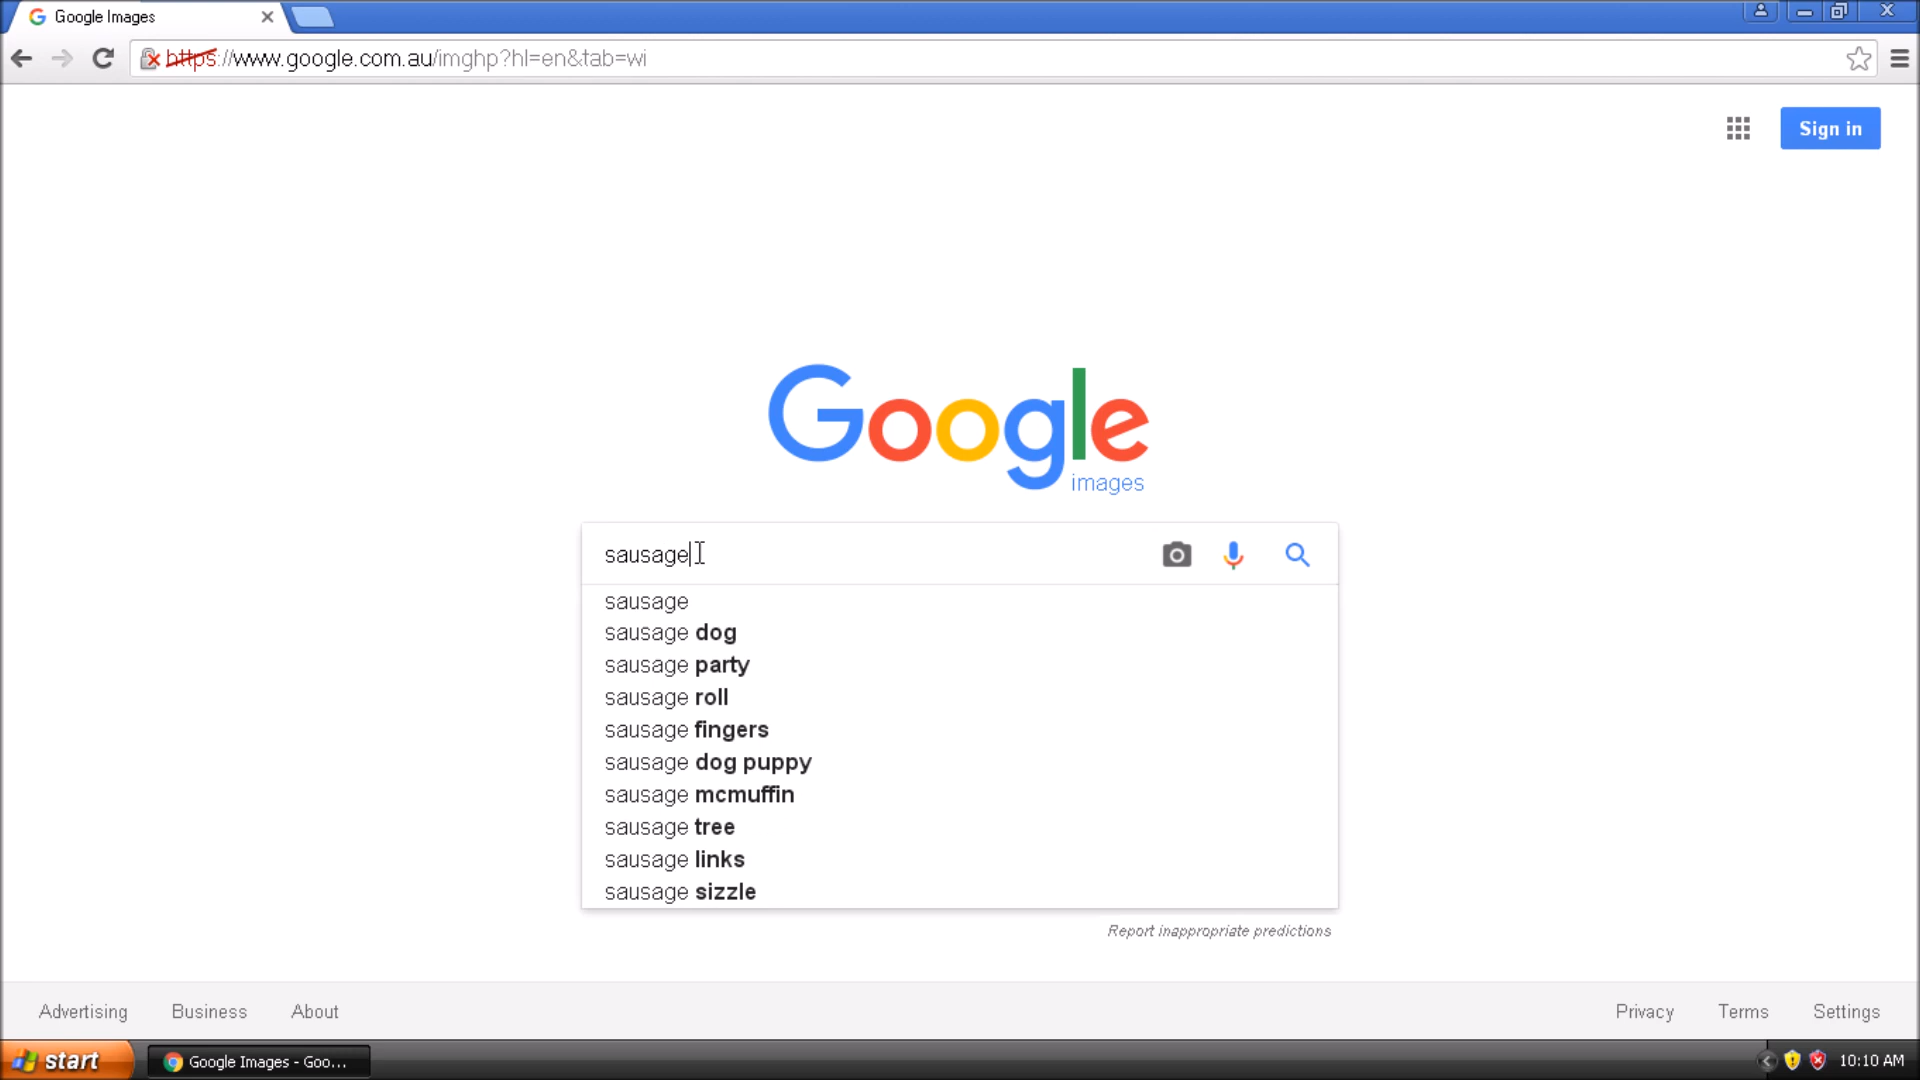 Google Images
https://www.google.com.au/imghp?hl=en&tab=wi
Sign in
Google
images
sausage
sausage
sausage dog
sausage party
sausage roll
sausage fingers
sausage dog puppy
sausage mcmuffin
sausage tree
sausage links
sausage sizzle
Report inappropriate predictions
Advertising Business About Privacy Terms Settings
start Google Images - Goo... 10:10 AM